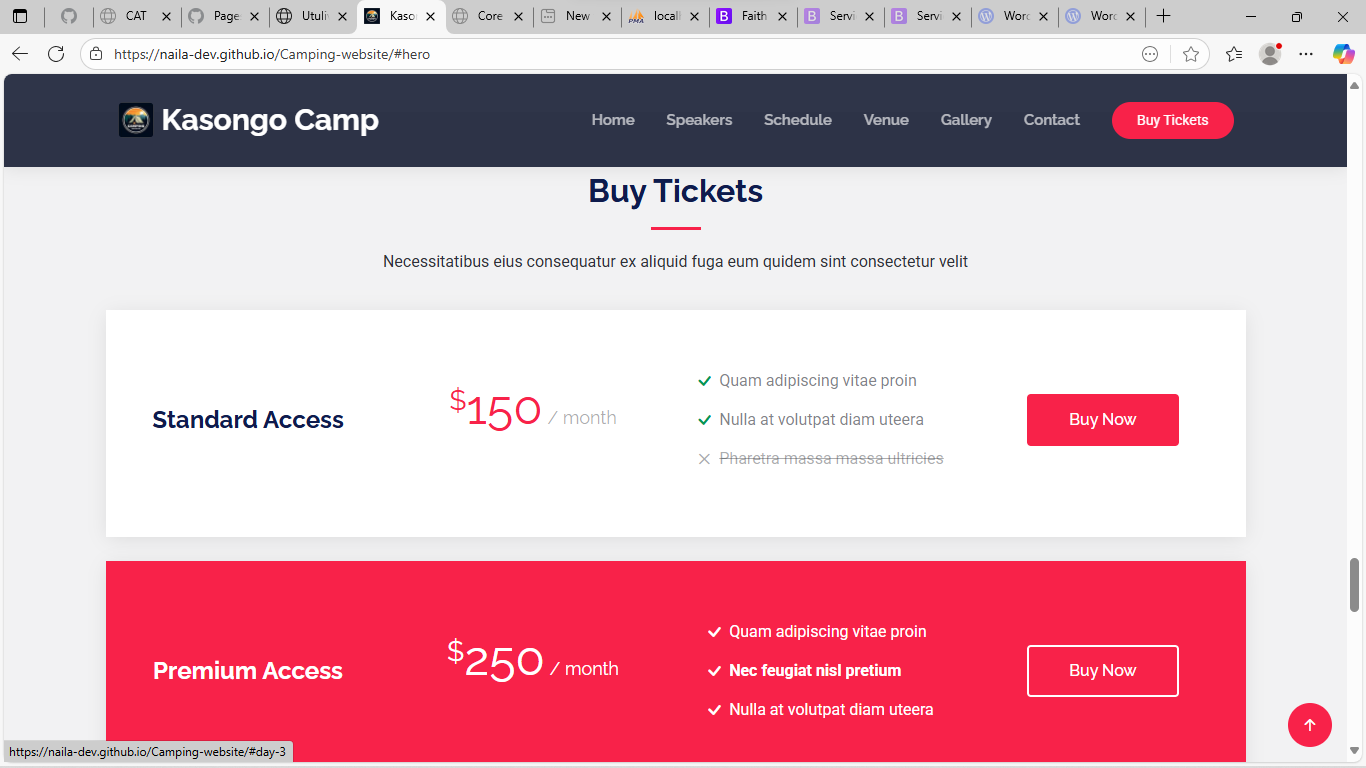 CAT
Page
Utuliv
Kasor
Core
New
locall
Faith
Servi
Servi
Word
Word
https://naila-dev.github.io/Camping-website/#hero
Kasongo Camp
Home Speakers Schedule Venue Gallery Contact Buy Tickets
Buy Tickets
Necessitatibus eius consequatur ex aliquid fuga eum quidem sint consectetur velit
Standard Access
$150 / month
Quam adipiscing vitae proin
Nulla at volutpat diam uteera
Pharetra massa massa ultricies
Buy Now
Premium Access
$250 / month
Quam adipiscing vitae proin
Nec feugiat nisl pretium
Nulla at volutpat diam uteera
Buy Now
https://naila-dev.github.io/Camping-website/#day-3